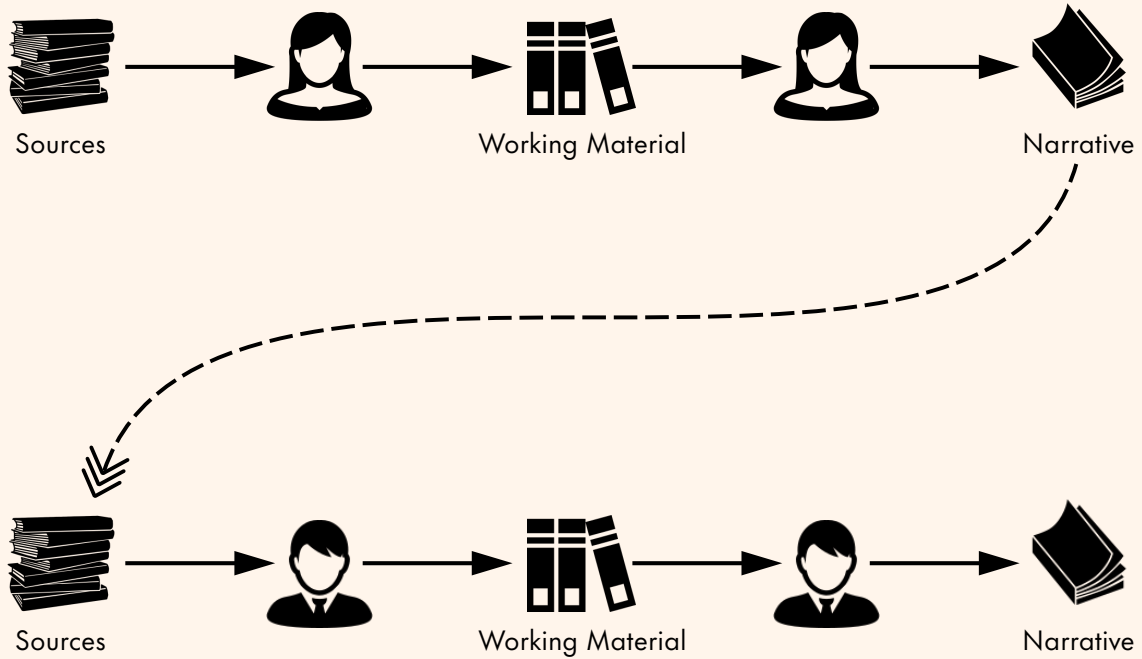 Sources
Working Material
Narrative
Sources
Working Material
Narrative